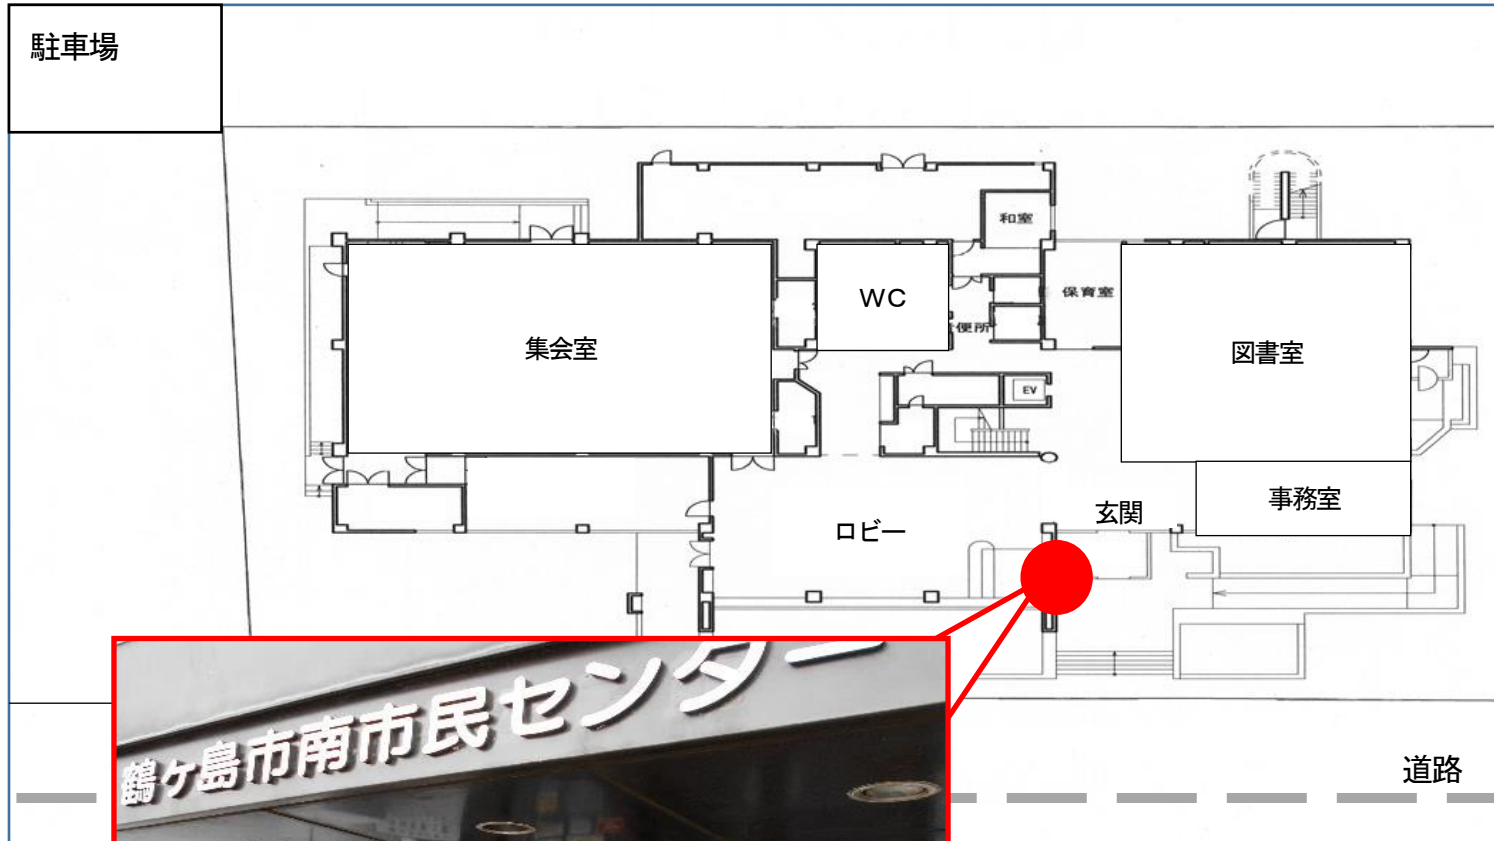 駐車場
和室
WC
保育室
便所
集会室
図書室
EV
事務室
玄関
ロビー
鶴ヶ島市南市民センター
道路